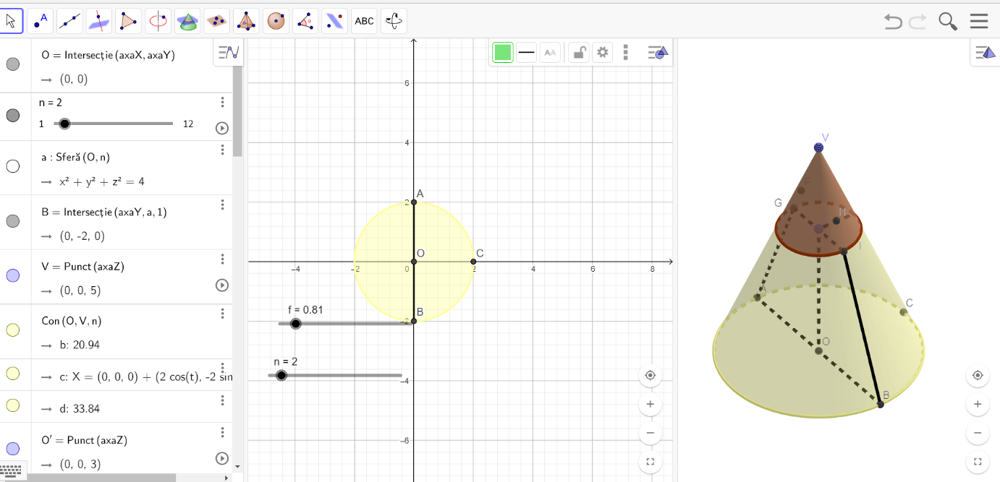 A
a
ABC
O = Intersecție (axaX, axaY)
→ (0, 0)
n = 2
1
12
a : Sferă (O, n)
→ x² + y² + z² = 4
B = Intersecție (axaY, a, 1)
→ (0, -2, 0)
V = Punct (axaZ)
→ (0, 0, 5)
Con (O, V, n)
→ b: 20.94
→ c: X = (0, 0, 0) + (2 cos(t), -2 sin
→ d: 33.84
O′ = Punct (axaZ)
→ (0, 0, 3)
AA
6
4
2
A
O
C
−4
−2
0
2
4
6
8
f = 0.81
B
−2
n = 2
−4
−6
V
F
G
H
I
A
C
O
B